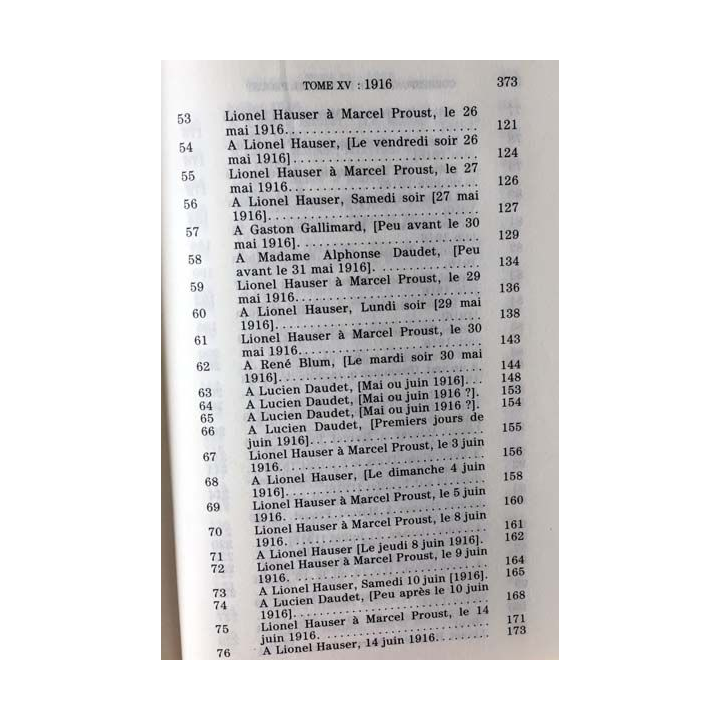 TOME XV : 1916 373
53 Lionel Hauser à Marcel Proust, le 26
mai 1916. 121
54 A Lionel Hauser, [Le vendredi soir 26
mai 1916] 124
55 Lionel Hauser à Marcel Proust, le 27
mai 1916. 126
56 A Lionel Hauser, Samedi soir [27 mai
1916]. 127
57 A Gaston Gallimard, [Peu avant le 30
mai 1916]. 129
58 A Madame Alphonse Daudet, [Peu
avant le 31 mai 1916]. 134
59 Lionel Hauser à Marcel Proust, le 29
mai 1916. 136
60 A Lionel Hauser, Lundi soir [29 mai
1916]. 138
61 Lionel Hauser à Marcel Proust, le 30
mai 1916. 143
62 A René Blum, [Le mardi soir 30 mai
1916]. 144
63 A Lucien Daudet, [Mai ou juin 1916]. 148
64 A Lucien Daudet, [Mai ou juin 1916 ?]. 153
65 A Lucien Daudet, [Mai ou juin 1916 ?]. 154
66 A Lucien Daudet, [Premiers jours de
juin 1916]. 155
67 Lionel Hauser à Marcel Proust, le 3 juin
1916. 156
68 A Lionel Hauser, [Le dimanche 4 juin
1916]. 158
69 Lionel Hauser à Marcel Proust, le 5 juin
1916. 160
70 Lionel Hauser à Marcel Proust, le 8 juin
1916. 161
71 A Lionel Hauser [Le jeudi 8 juin 1916]. 162
72 Lionel Hauser à Marcel Proust, le 9 juin
1916. 164
73 A Lionel Hauser, Samedi 10 juin [1916]. 165
74 A Lucien Daudet, [Peu après le 10 juin
1916]. 168
75 Lionel Hauser à Marcel Proust, le 14
juin 1916. 171
76 A Lionel Hauser, 14 juin 1916. 173